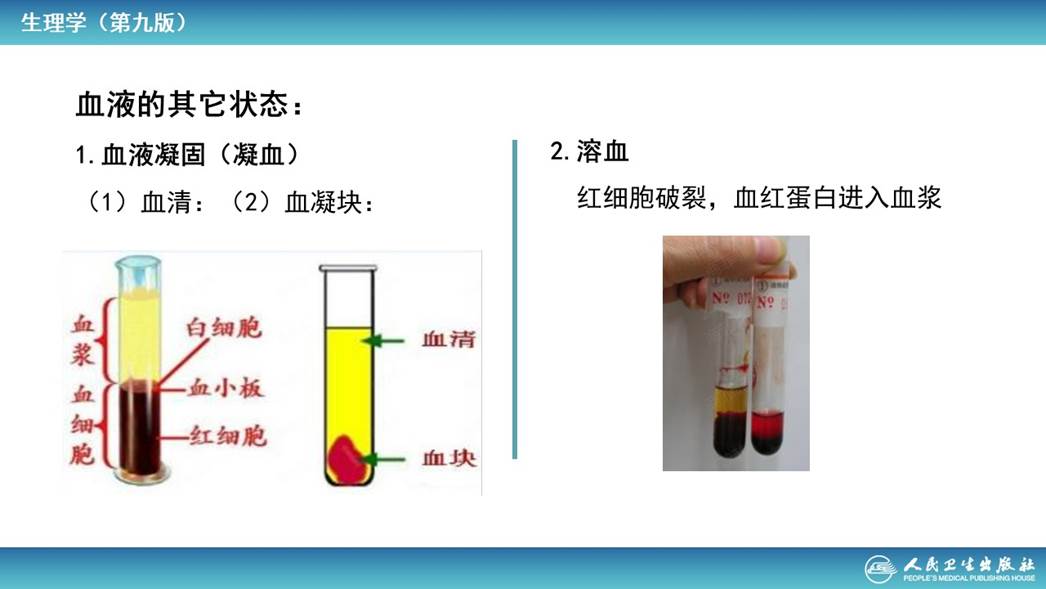 生理学（第九版）
血液的其它状态：
1.血液凝固（凝血）
（1）血清：（2）血凝块：
血浆
血细胞
白细胞
血小板
红细胞
血清
血块
2.溶血
红细胞破裂，血红蛋白进入血浆
① 
Nº 07
① 
Nº
人民卫生出版社
PEOPLE'S MEDICAL PUBLISHING HOUSE